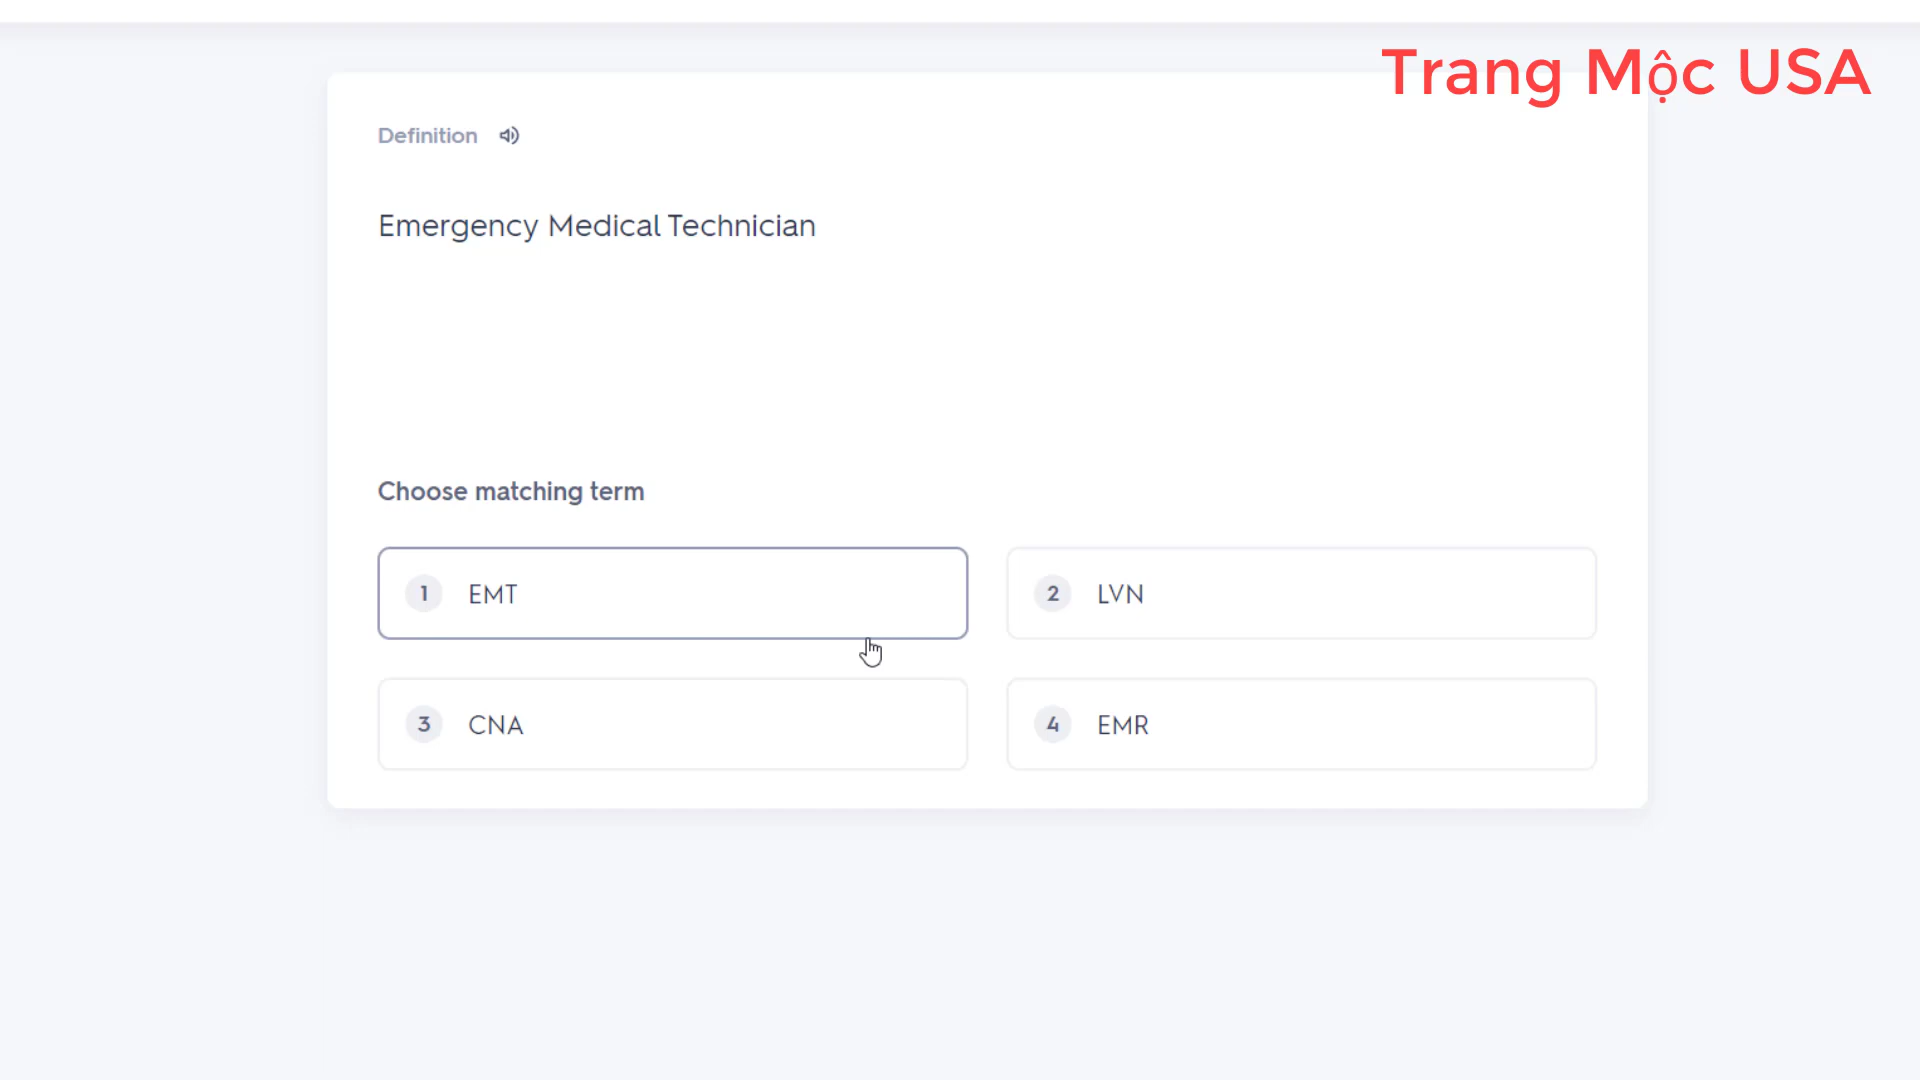 Trang Mộc USA
Definition
Emergency Medical Technician
Choose matching term
1 EMT
2 LVN
3 CNA
4 EMR